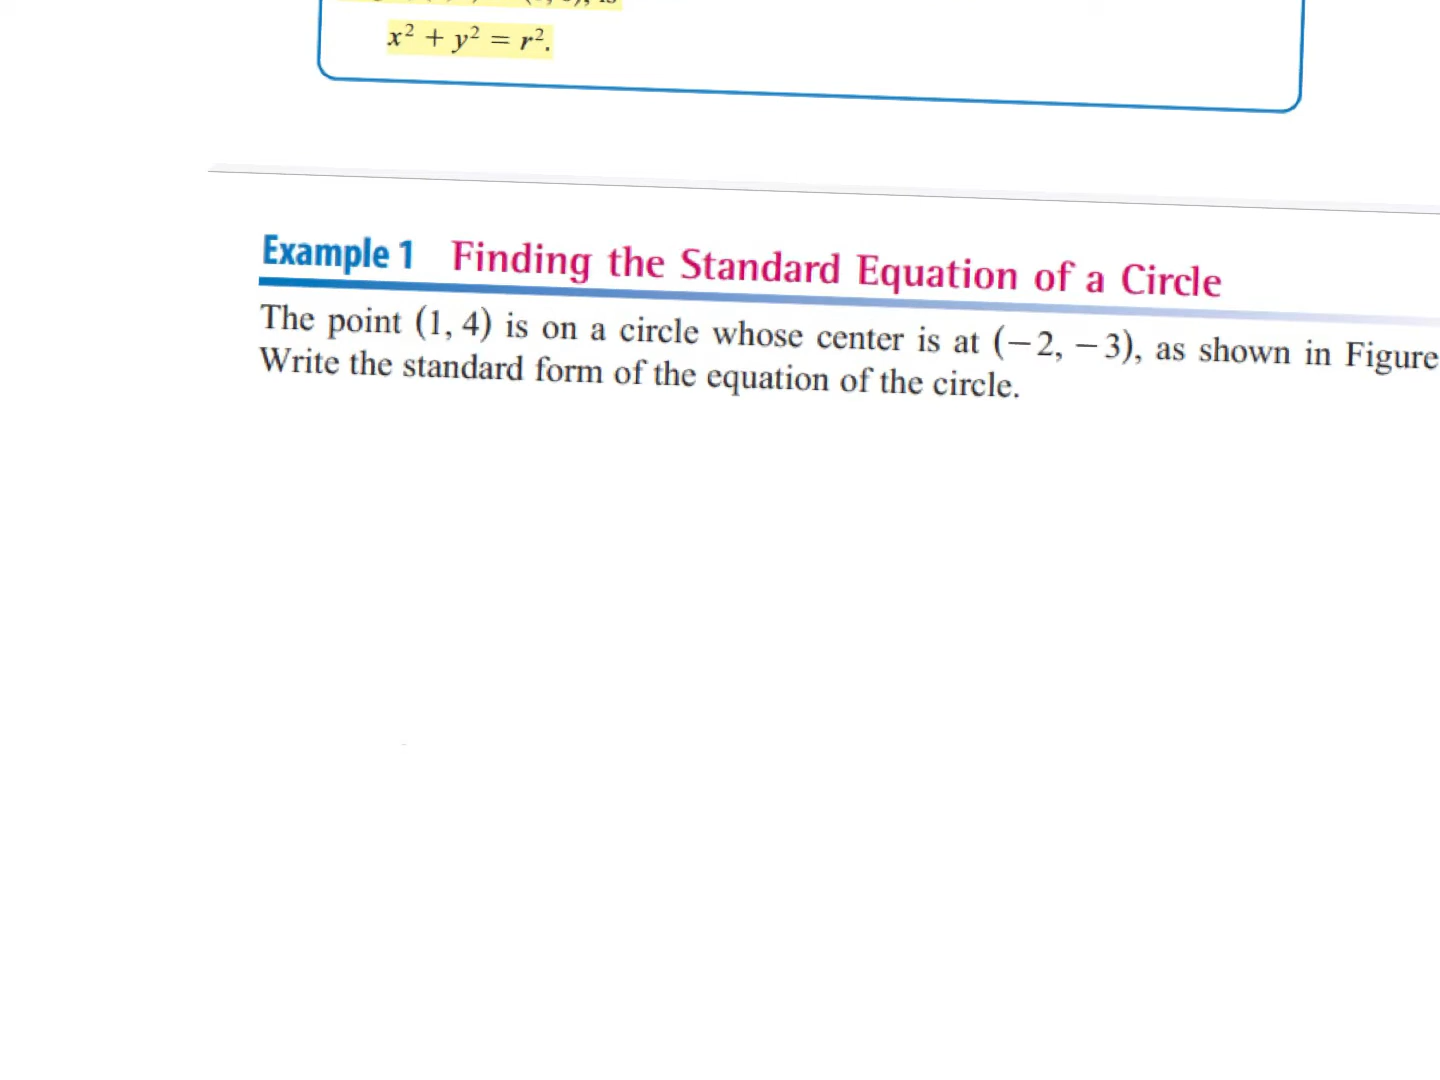 x² + y² = r².
Example 1 Finding the Standard Equation of a Circle
The point (1, 4) is on a circle whose center is at (−2, −3), as shown in Figure
Write the standard form of the equation of the circle.